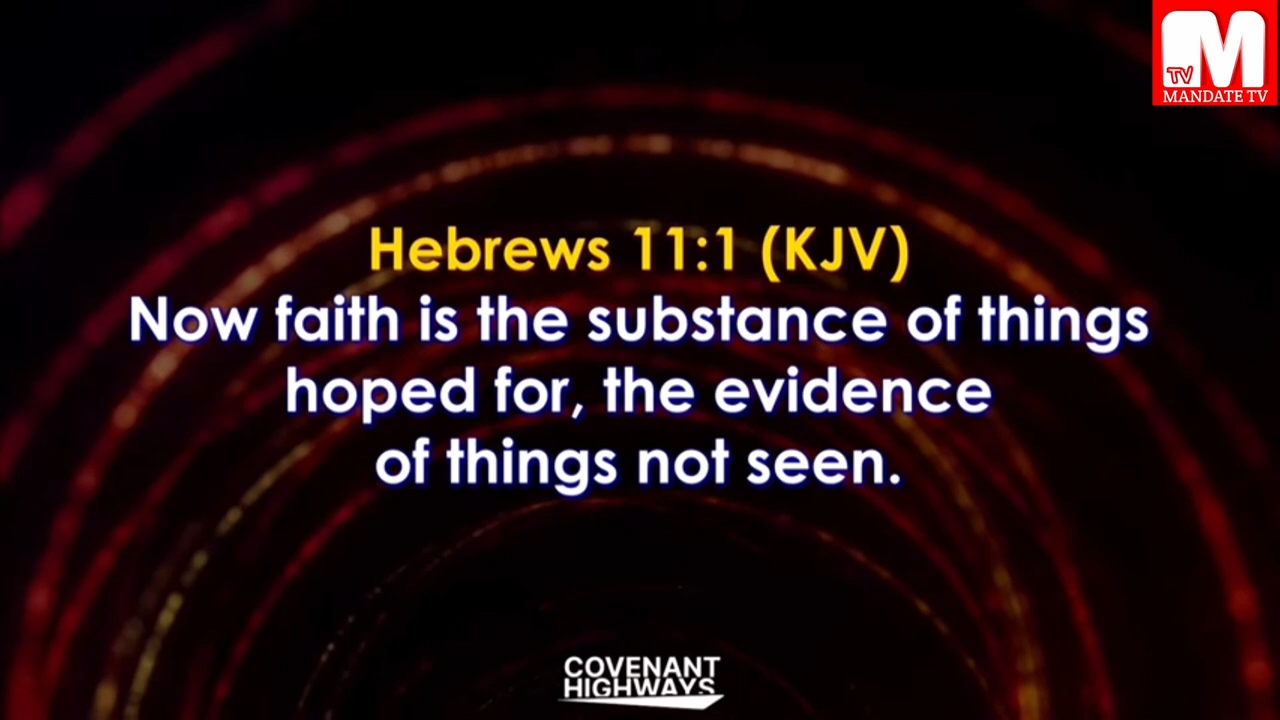 M
TV
MANDATE TV
Hebrews 11:1 (KJV)
Now faith is the substance of things
hoped for, the evidence
of things not seen.
COVENANT
HIGHWAYS